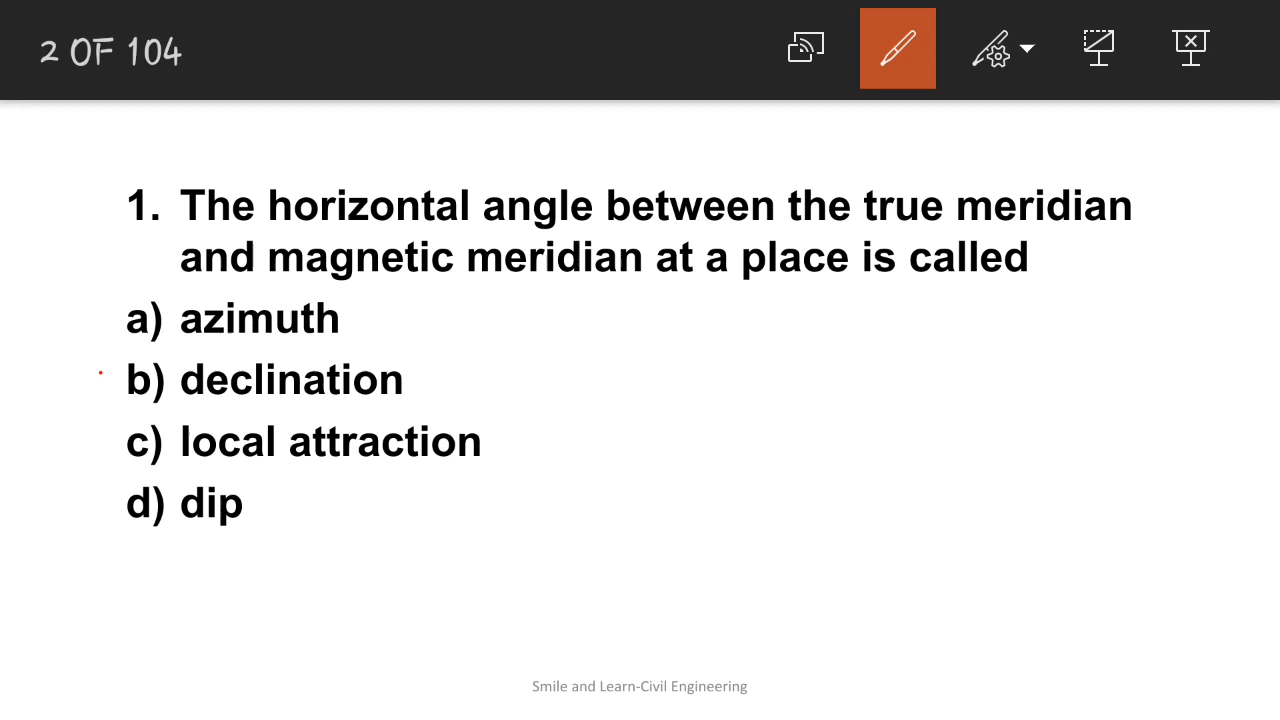 2 OF 104
1. The horizontal angle between the true meridian
and magnetic meridian at a place is called
a) azimuth
b) declination
c) local attraction
d) dip
Smile and Learn-Civil Engineering